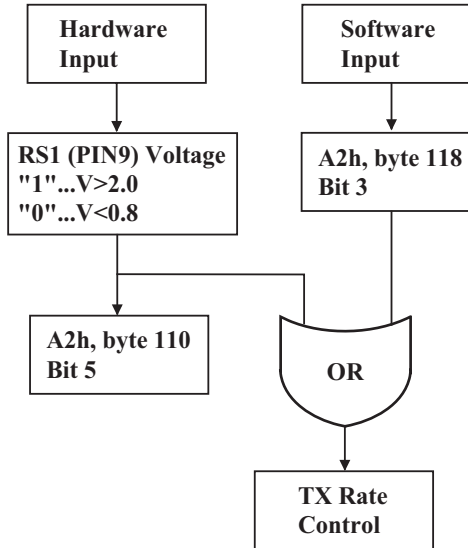 Hardware
Input
Software
Input
RS1 (PIN9) Voltage
"1"...V>2.0
"0"...V<0.8
A2h, byte 118
Bit 3
A2h, byte 110
Bit 5
OR
TX Rate
Control